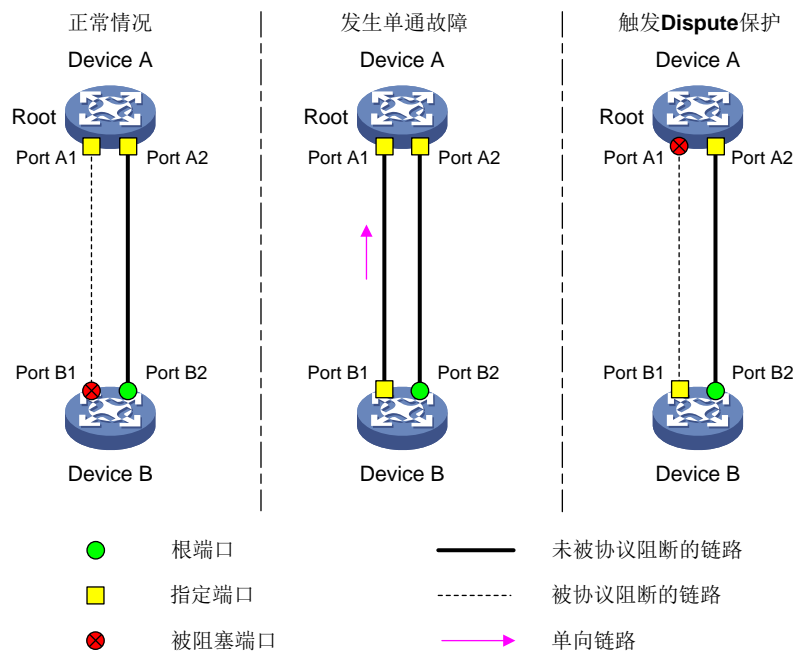 正常情况
发生单通故障
触发Dispute保护
Device A
Device A
Device A
Root
Root
Root
Port A1
Port A2
Port A1
Port A2
Port A1
Port A2
Port B1
Port B2
Port B1
Port B2
Port B1
Port B2
Device B
Device B
Device B
根端口
未被协议阻断的链路
指定端口
被协议阻断的链路
被阻塞端口
单向链路